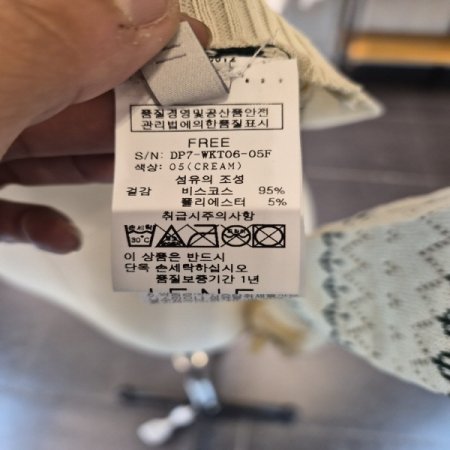 품질경영및공산품안전
관리법에의한품질표시
FREE
S/N: DP7-WKT06-05F
색상: 05(CREAM)
섬유의 조성
겉감 비스코스 95%
폴리에스터 5%
취급시주의사항
30℃
이 상품은 반드시
단독 손세탁하십시오
품질보증기간 1년